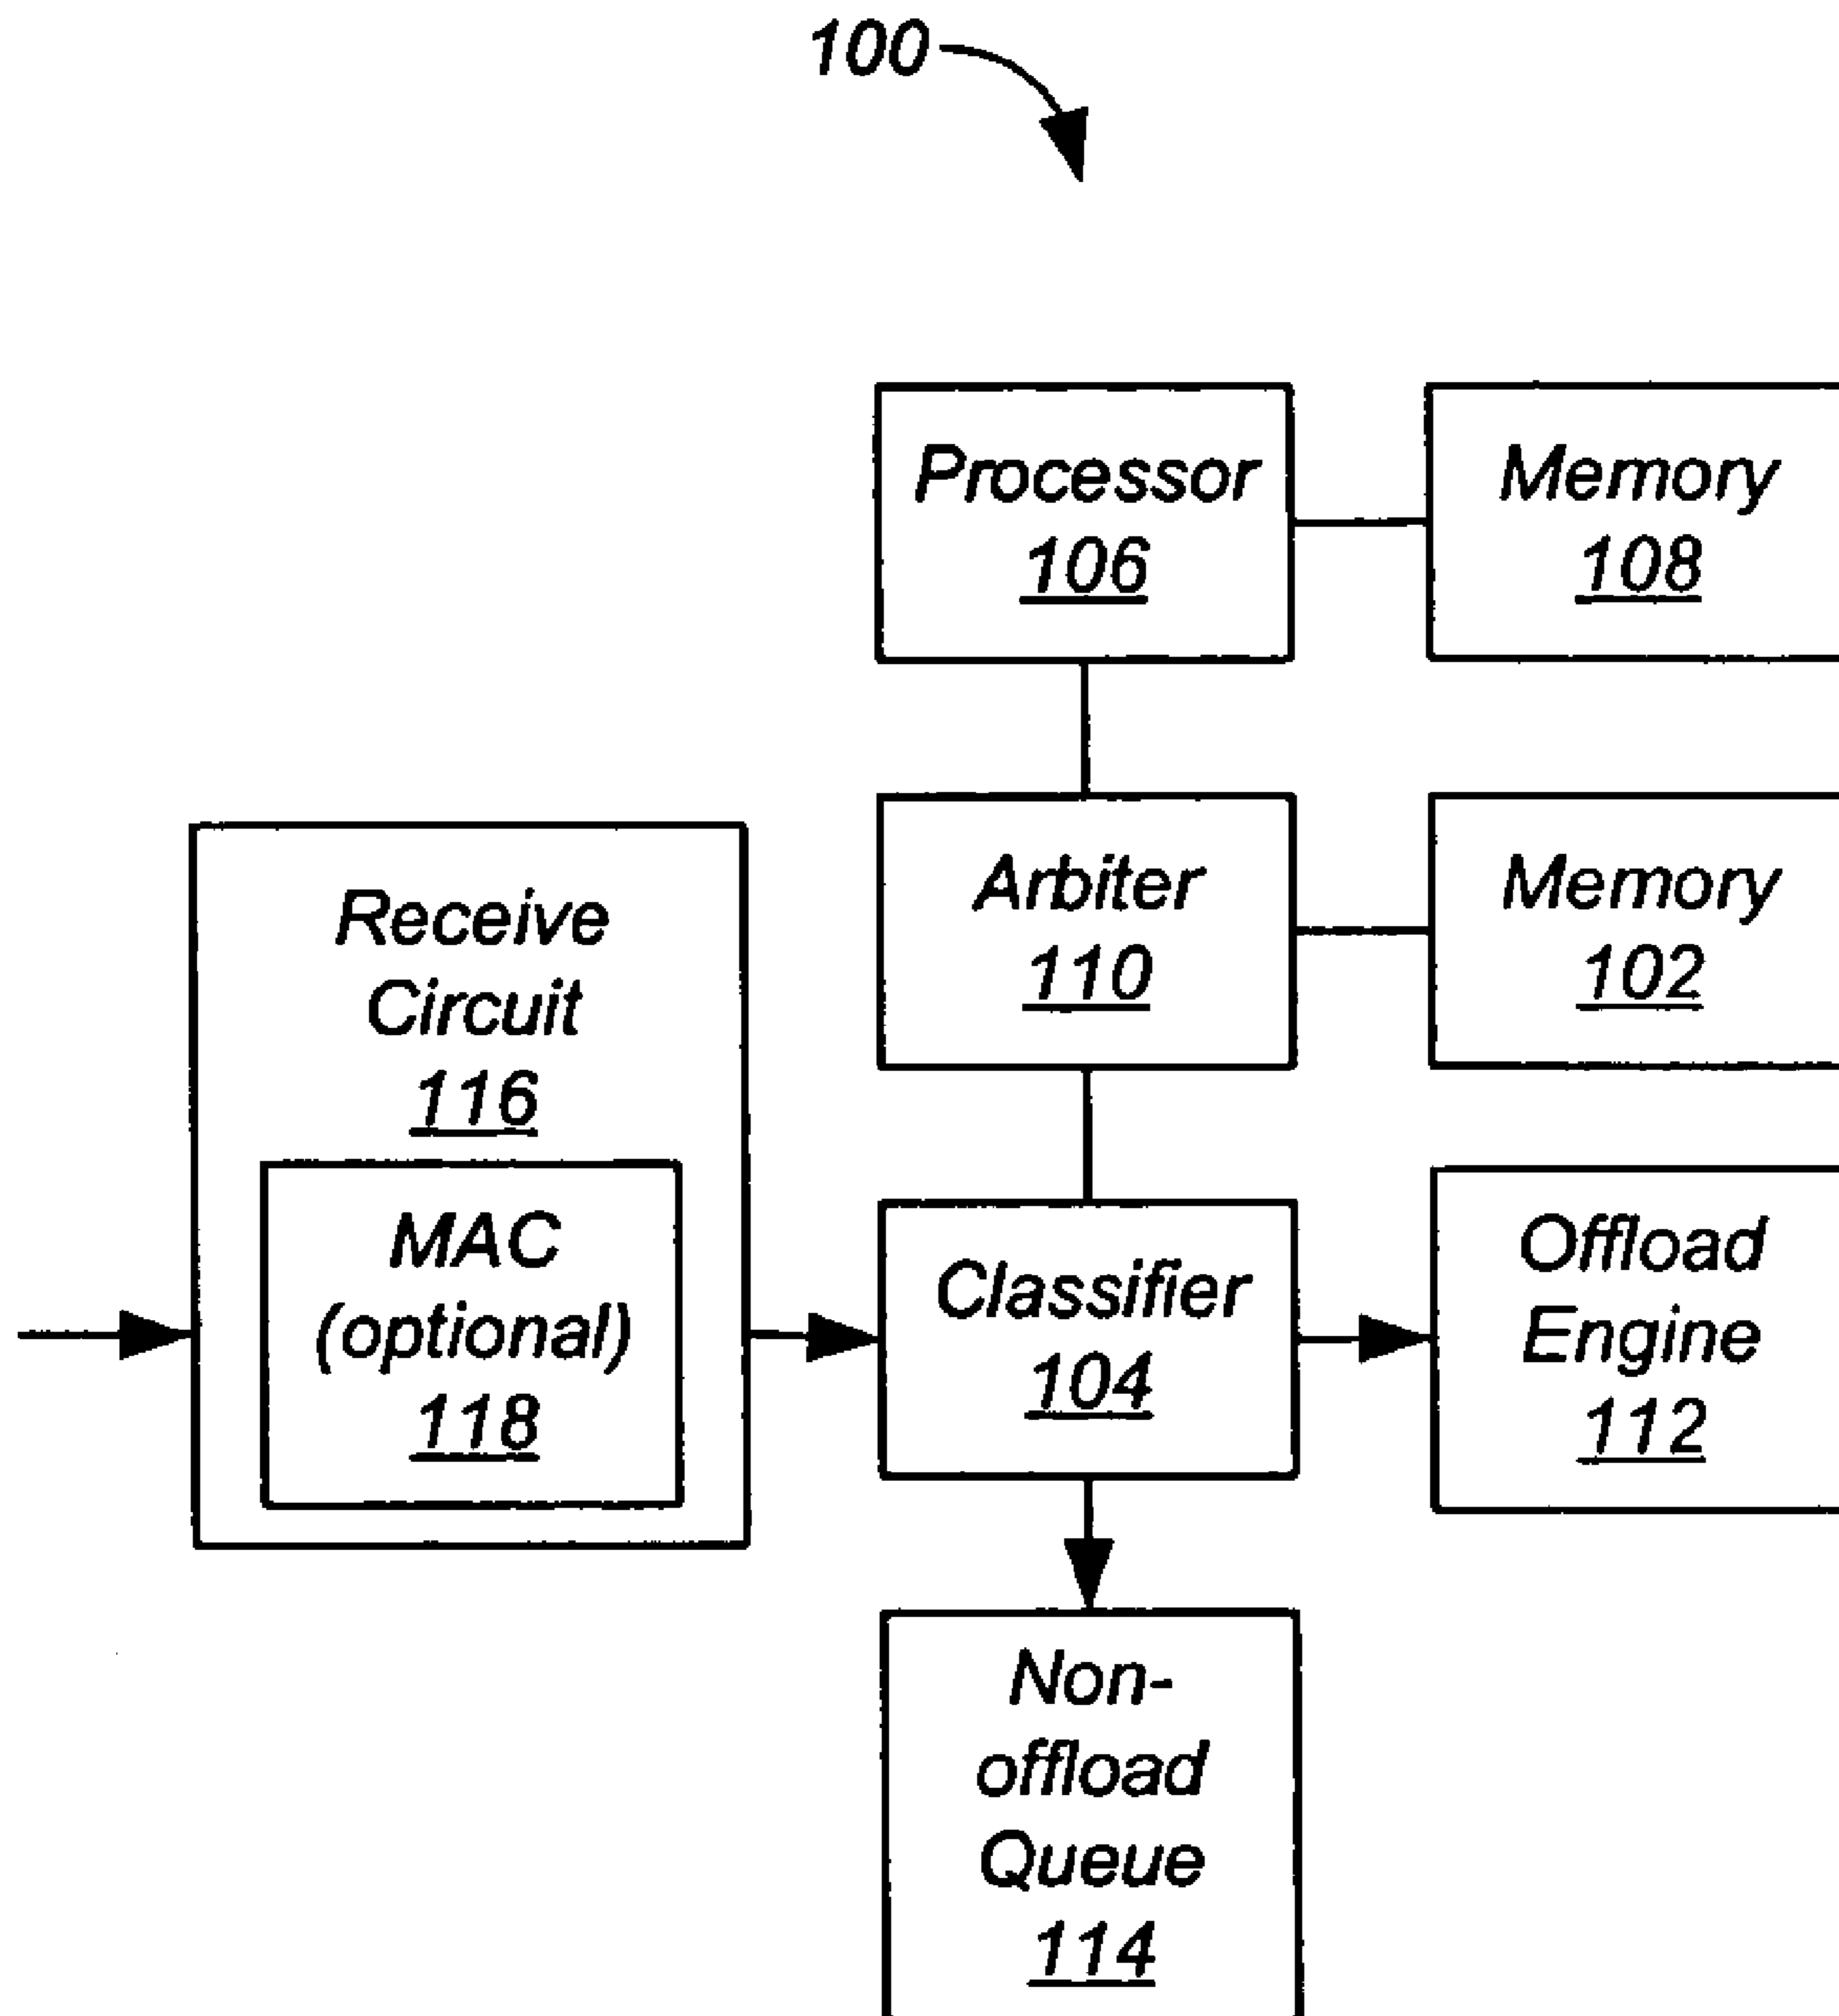 100
Processor
106
Memory
108
Arbiter
110
Memory
102
Receive
Circuit
116
MAC
(optional)
118
Classifier
104
Offload
Engine
112
Non-
offload
Queue
114